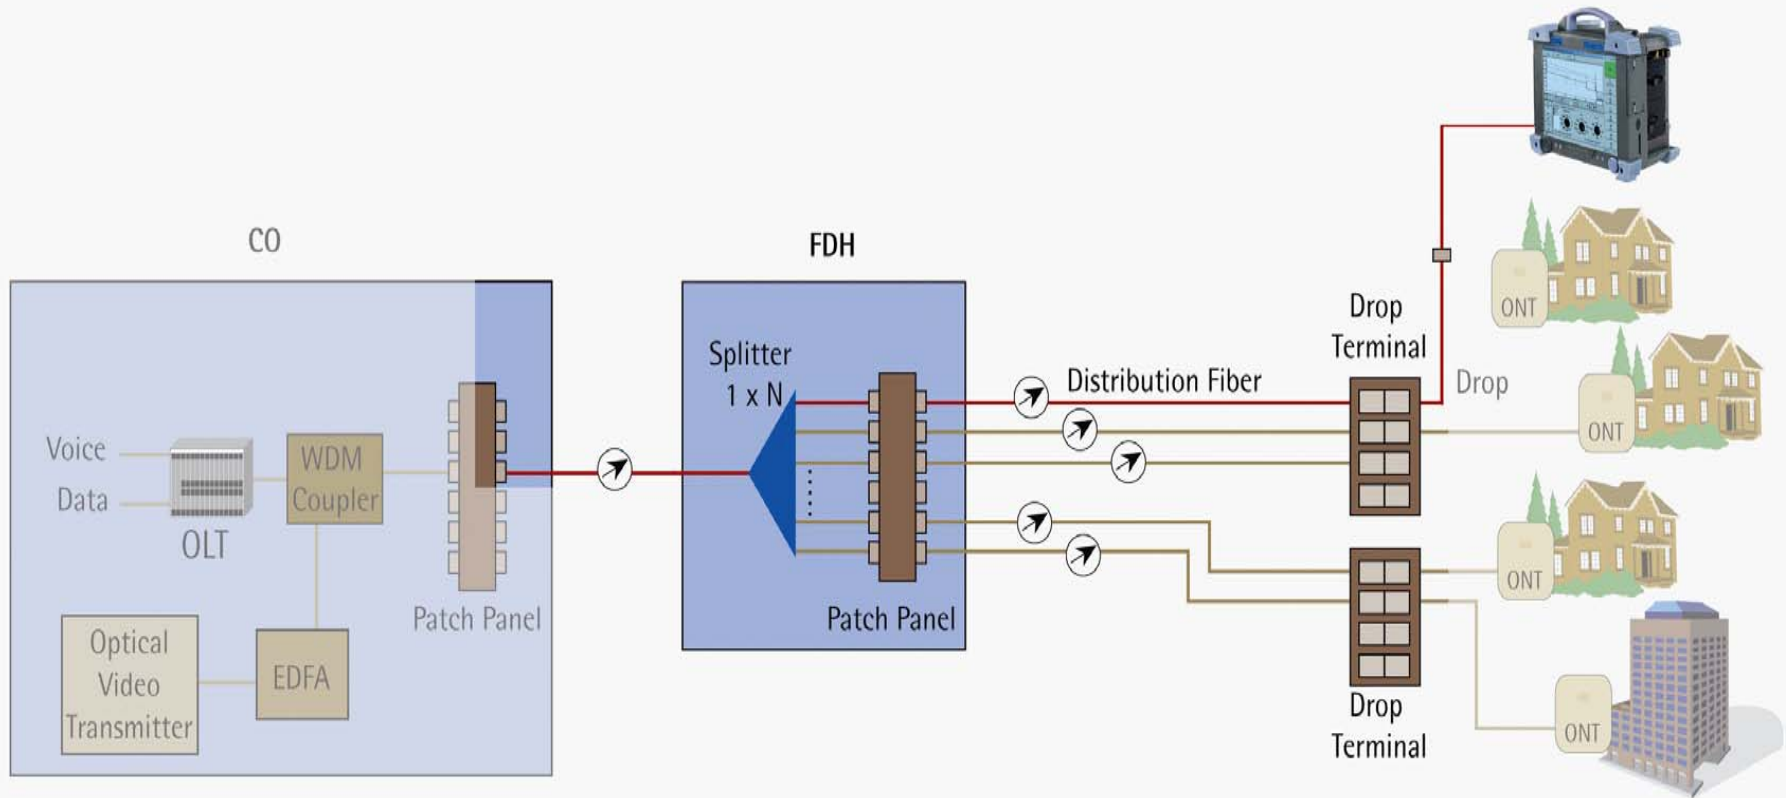 CO
FDH
Voice
Data
OLT
WDM
Coupler
Patch Panel
Optical
Video
Transmitter
EDFA
Splitter
1 x N
Patch Panel
Distribution Fiber
Drop
Terminal
Drop
ONT
ONT
ONT
ONT
Drop
Terminal